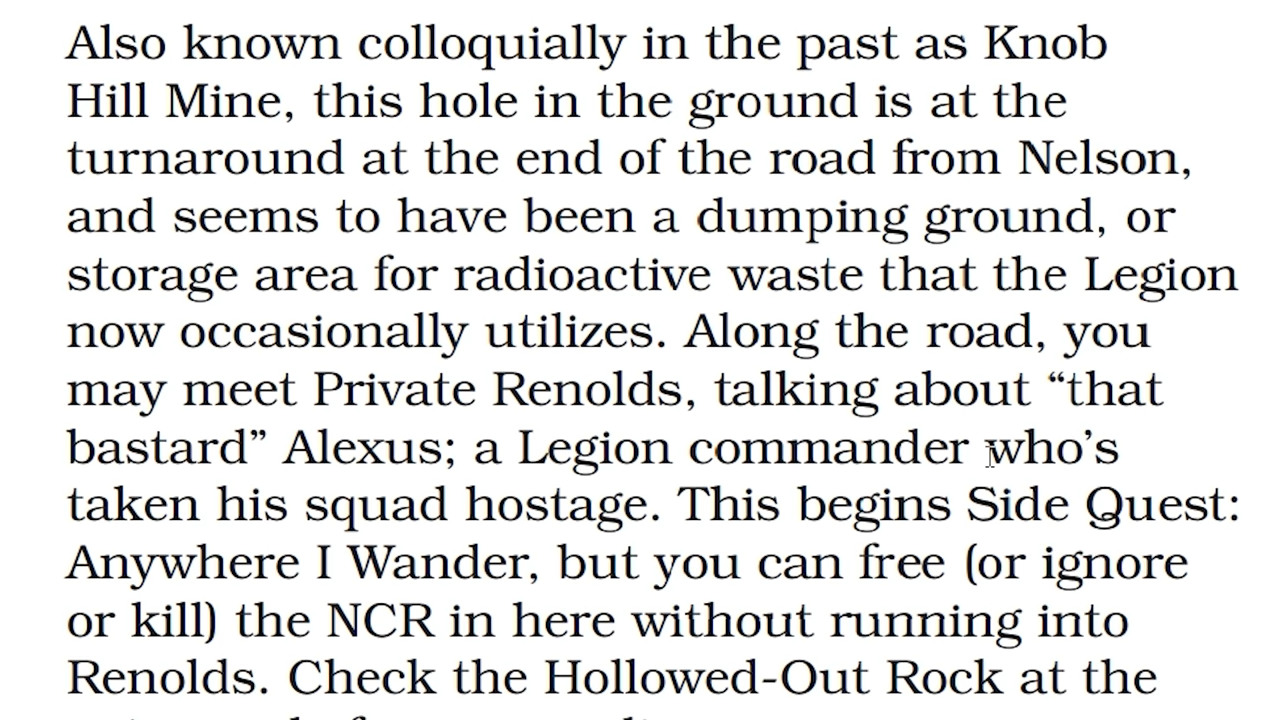 Also known colloquially in the past as Knob
Hill Mine, this hole in the ground is at the
turnaround at the end of the road from Nelson,
and seems to have been a dumping ground, or
storage area for radioactive waste that the Legion
now occasionally utilizes. Along the road, you
may meet Private Renolds, talking about “that
bastard” Alexus; a Legion commander who’s
taken his squad hostage. This begins Side Quest:
Anywhere I Wander, but you can free (or ignore
or kill) the NCR in here without running into
Renolds. Check the Hollowed-Out Rock at the